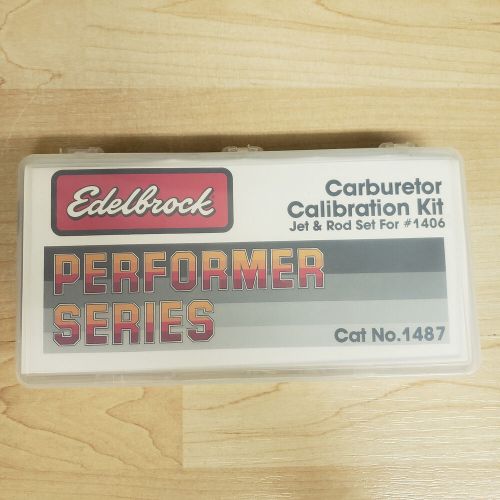 Edelbrock
Carburetor
Calibration Kit
Jet & Rod Set For #1406
PERFORMER
SERIES
Cat No.1487